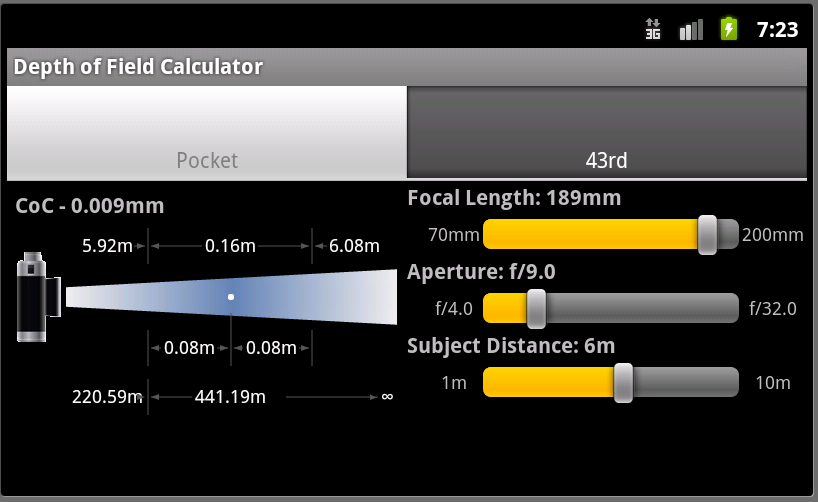 3G 7:23
Depth of Field Calculator
Pocket 43rd
CoC - 0.009mm
5.92m 0.16m 6.08m
0.08m 0.08m
220.59m 441.19m ∞
Focal Length: 189mm
70mm 200mm
Aperture: f/9.0
f/4.0 f/32.0
Subject Distance: 6m
1m 10m